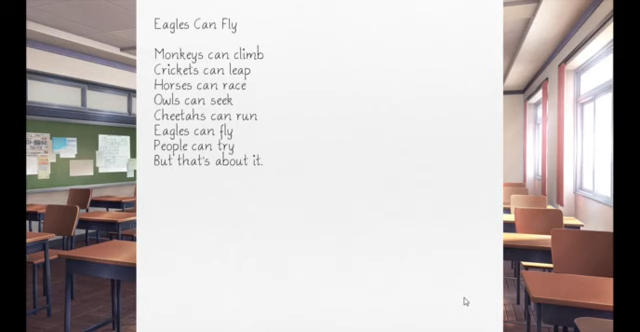 Eagles Can Fly
Monkeys can climb
Crickets can leap
Horses can race
Owls can seek
Cheetahs can run
Eagles can fly
People can try
But that's about it.